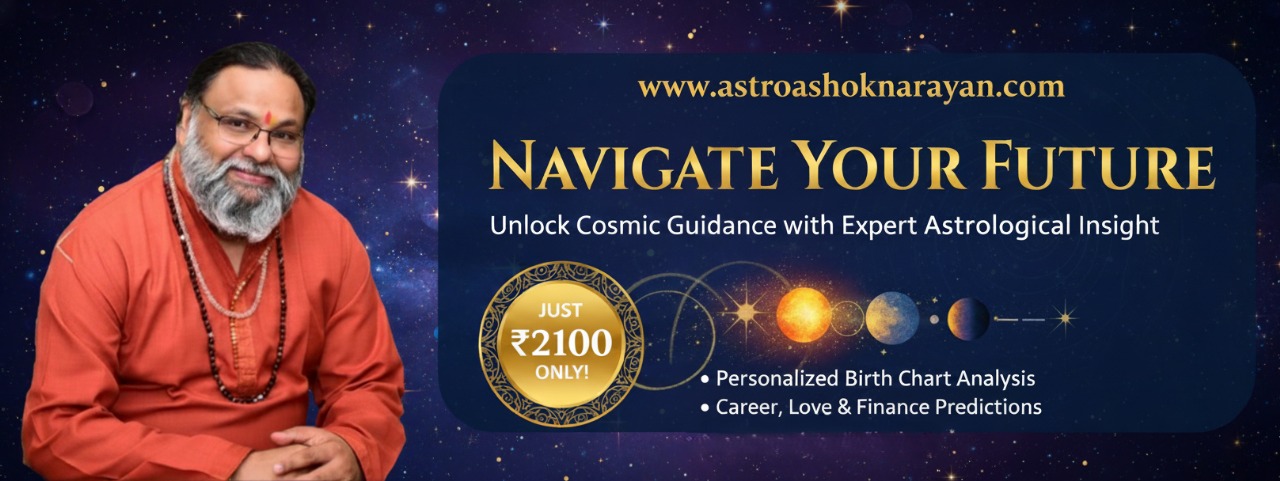 www.astroashoknarayan.com
NAVIGATE YOUR FUTURE
Unlock Cosmic Guidance with Expert Astrological Insight
JUST
₹2100
ONLY!
• Personalized Birth Chart Analysis
• Career, Love & Finance Predictions